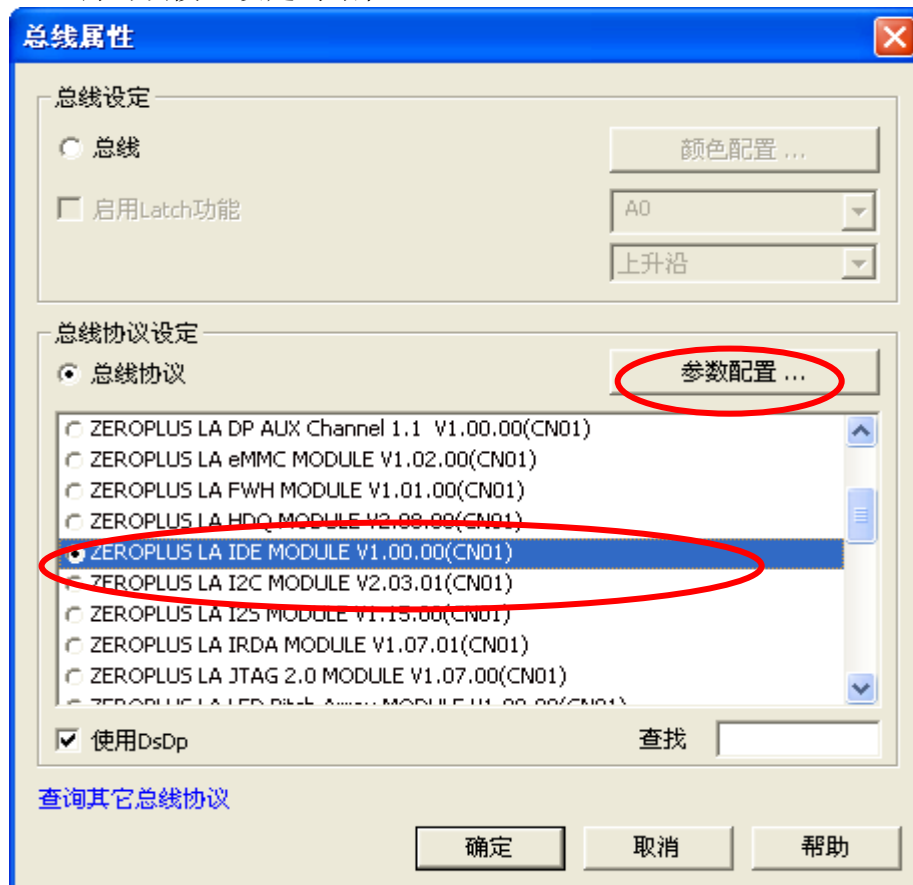 总线属性
总线设定
总线
颜色配置 ...
启用Latch功能
A0
上升沿
总线协议设定
总线协议
参数配置 ...
ZEROPLUS LA DP AUX Channel 1.1 V1.00.00(CN01)
ZEROPLUS LA eMMC MODULE V1.02.00(CN01)
ZEROPLUS LA FWH MODULE V1.01.00(CN01)
ZEROPLUS LA HDQ MODULE V2.08.00(CN01)
ZEROPLUS LA IDE MODULE V1.00.00(CN01)
ZEROPLUS LA I2C MODULE V2.03.01(CN01)
ZEROPLUS LA I2S MODULE V1.15.00(CN01)
ZEROPLUS LA IRDA MODULE V1.07.01(CN01)
ZEROPLUS LA JTAG 2.0 MODULE V1.07.00(CN01)
使用DsDp
查找
查询其它总线协议
确定
取消
帮助